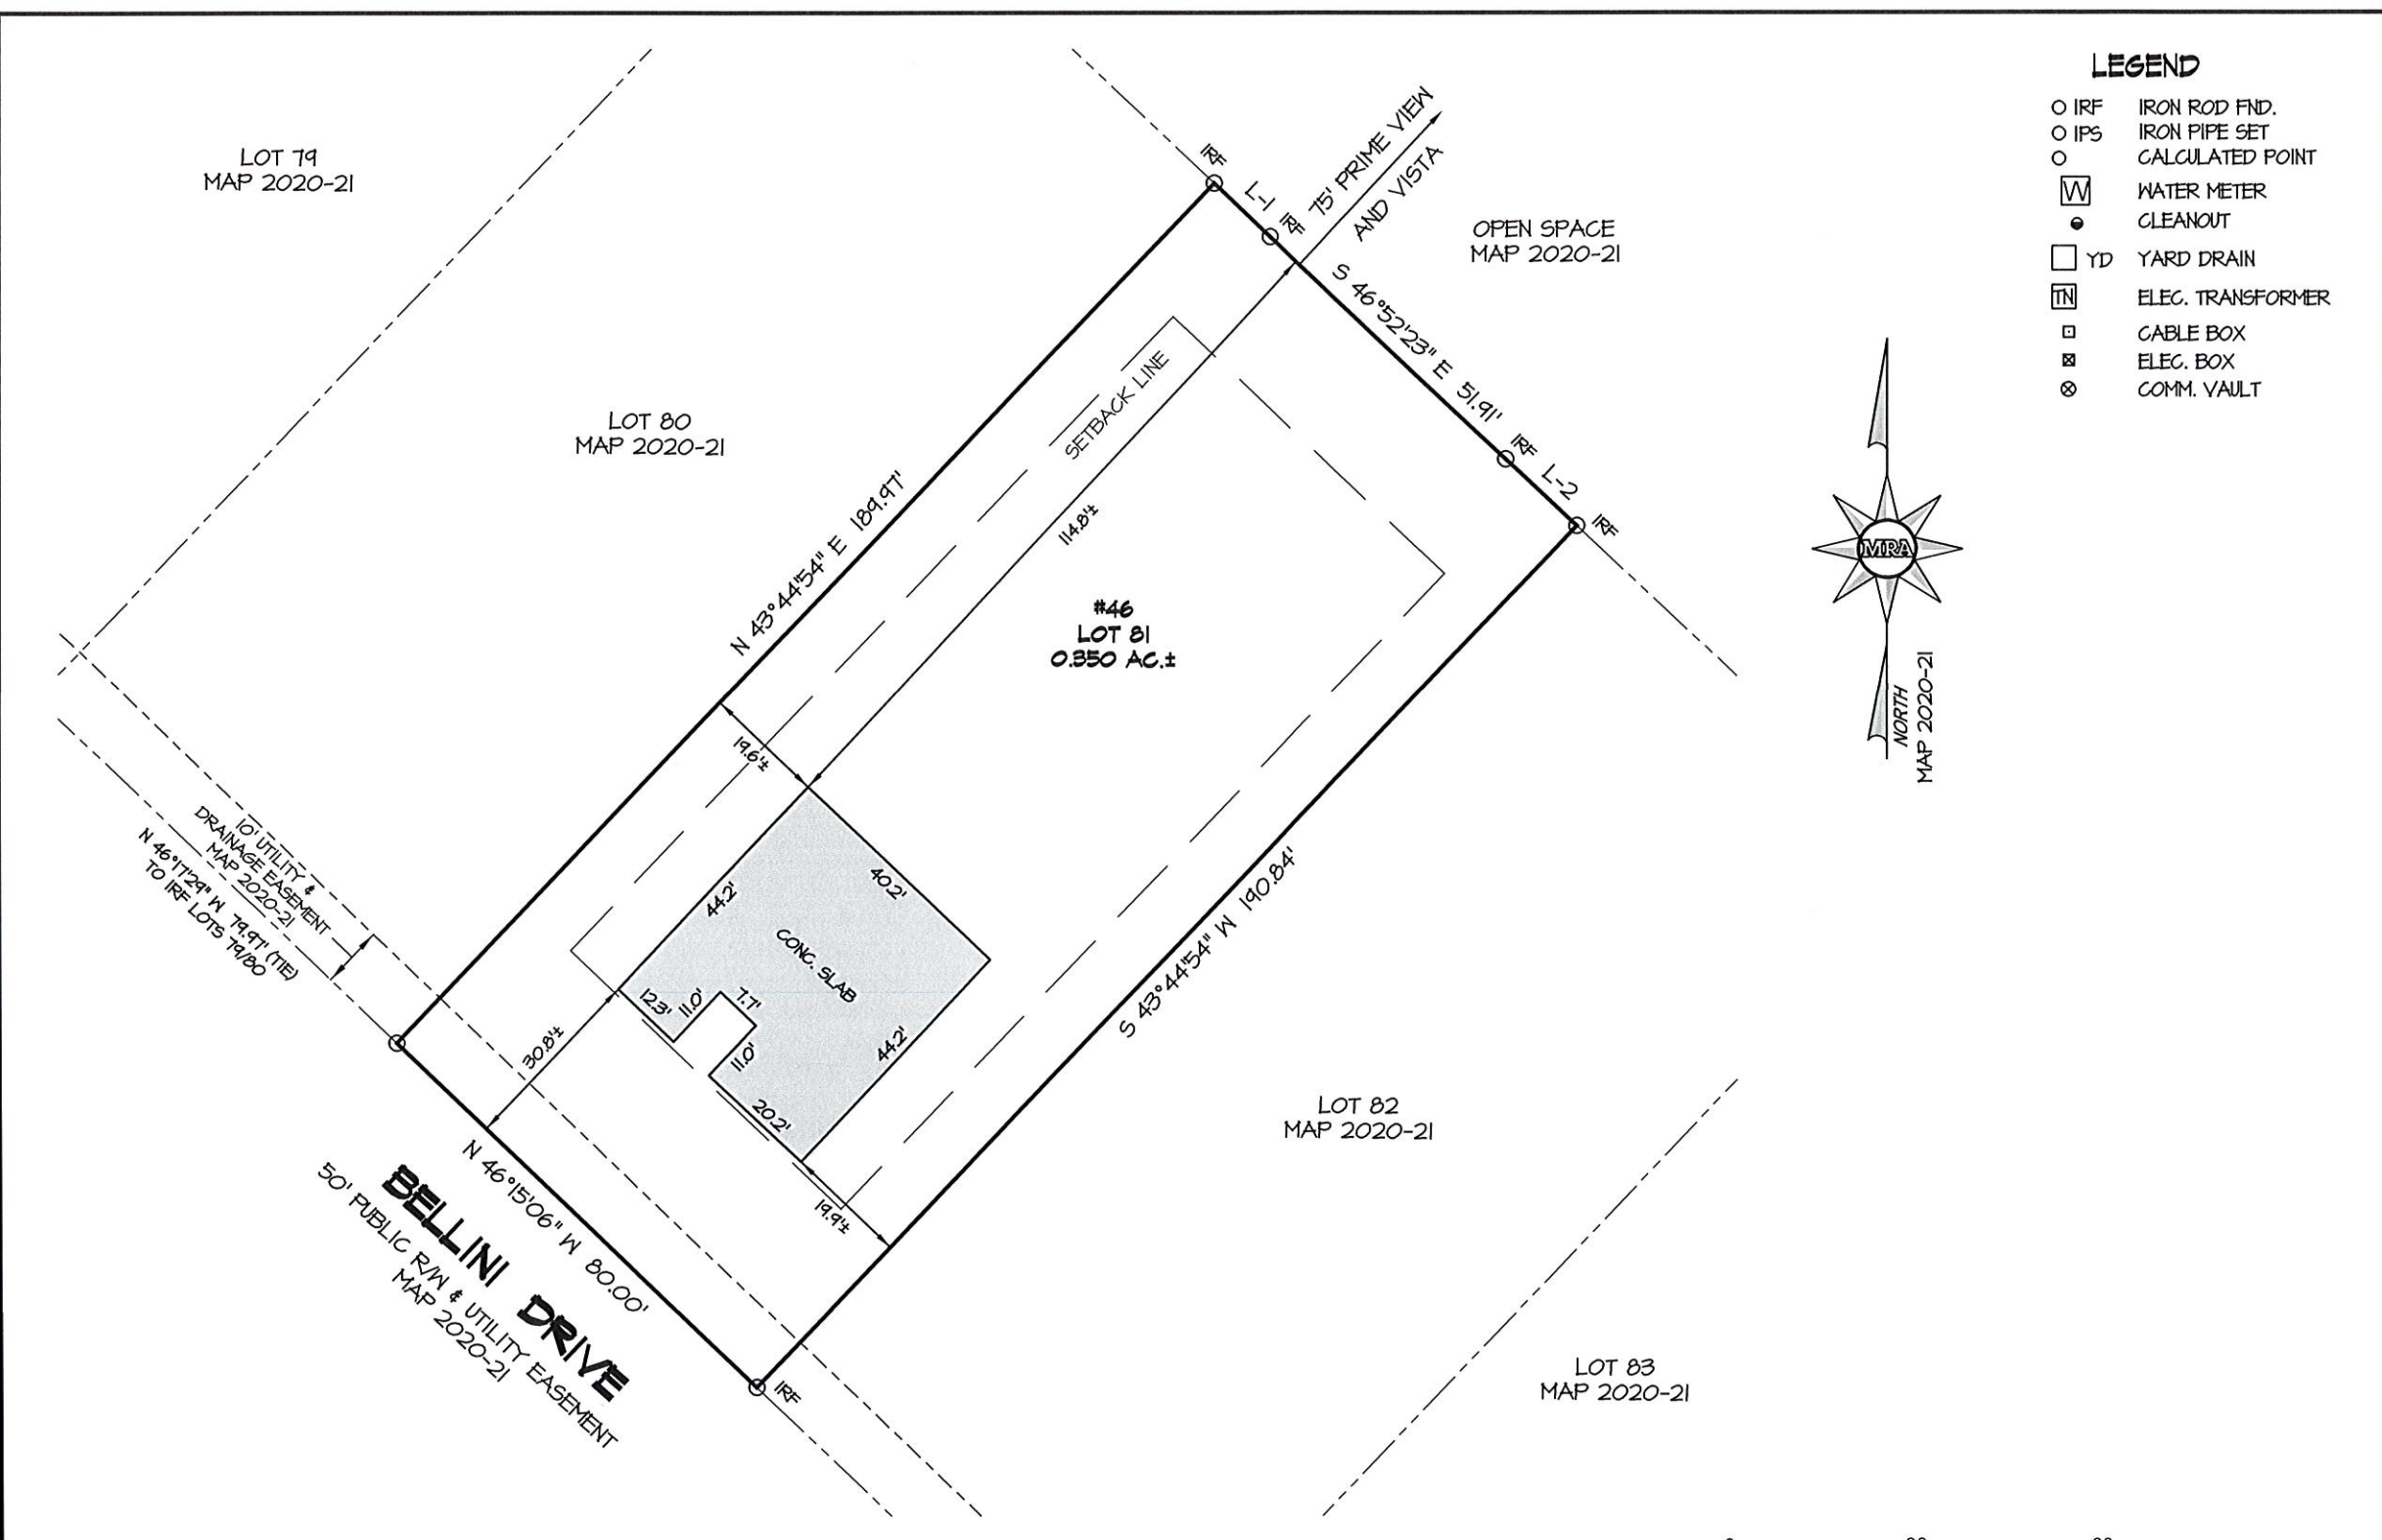 LEGEND
IRF IRON ROD FND.
IPS IRON PIPE SET
CALCULATED POINT
W WATER METER
CLEANOUT
YD YARD DRAIN
TN ELEC. TRANSFORMER
CABLE BOX
ELEC. BOX
COMM. VAULT
LOT 79
MAP 2020-21
IRF
L-1
IRF
75' PRIME VIEW
AND VISTA
OPEN SPACE
MAP 2020-21
S 46°52'23" E 51.91'
IRF
L-2
IRF
SETBACK LINE
LOT 80
MAP 2020-21
N 43°44'54" E 189.97'
114.8'±
#46
LOT 81
0.350 AC.±
MRA
NORTH
MAP 2020-21
19.6'±
10' UTILITY &
DRAINAGE EASEMENT
MAP 2020-21
N 46°17'29" W 79.97' (TIE)
TO IRF LOTS 79/80
40.2'
44.2'
CONC. SLAB
12.3'
11.0'
7.7'
11.0'
44.2'
20.2'
30.8'±
19.9'±
S 43°44'54" W 190.84'
LOT 82
MAP 2020-21
N 46°15'06" W 80.00'
BELLINI DRIVE
50' PUBLIC R/W & UTILITY EASEMENT
MAP 2020-21
IRF
LOT 83
MAP 2020-21